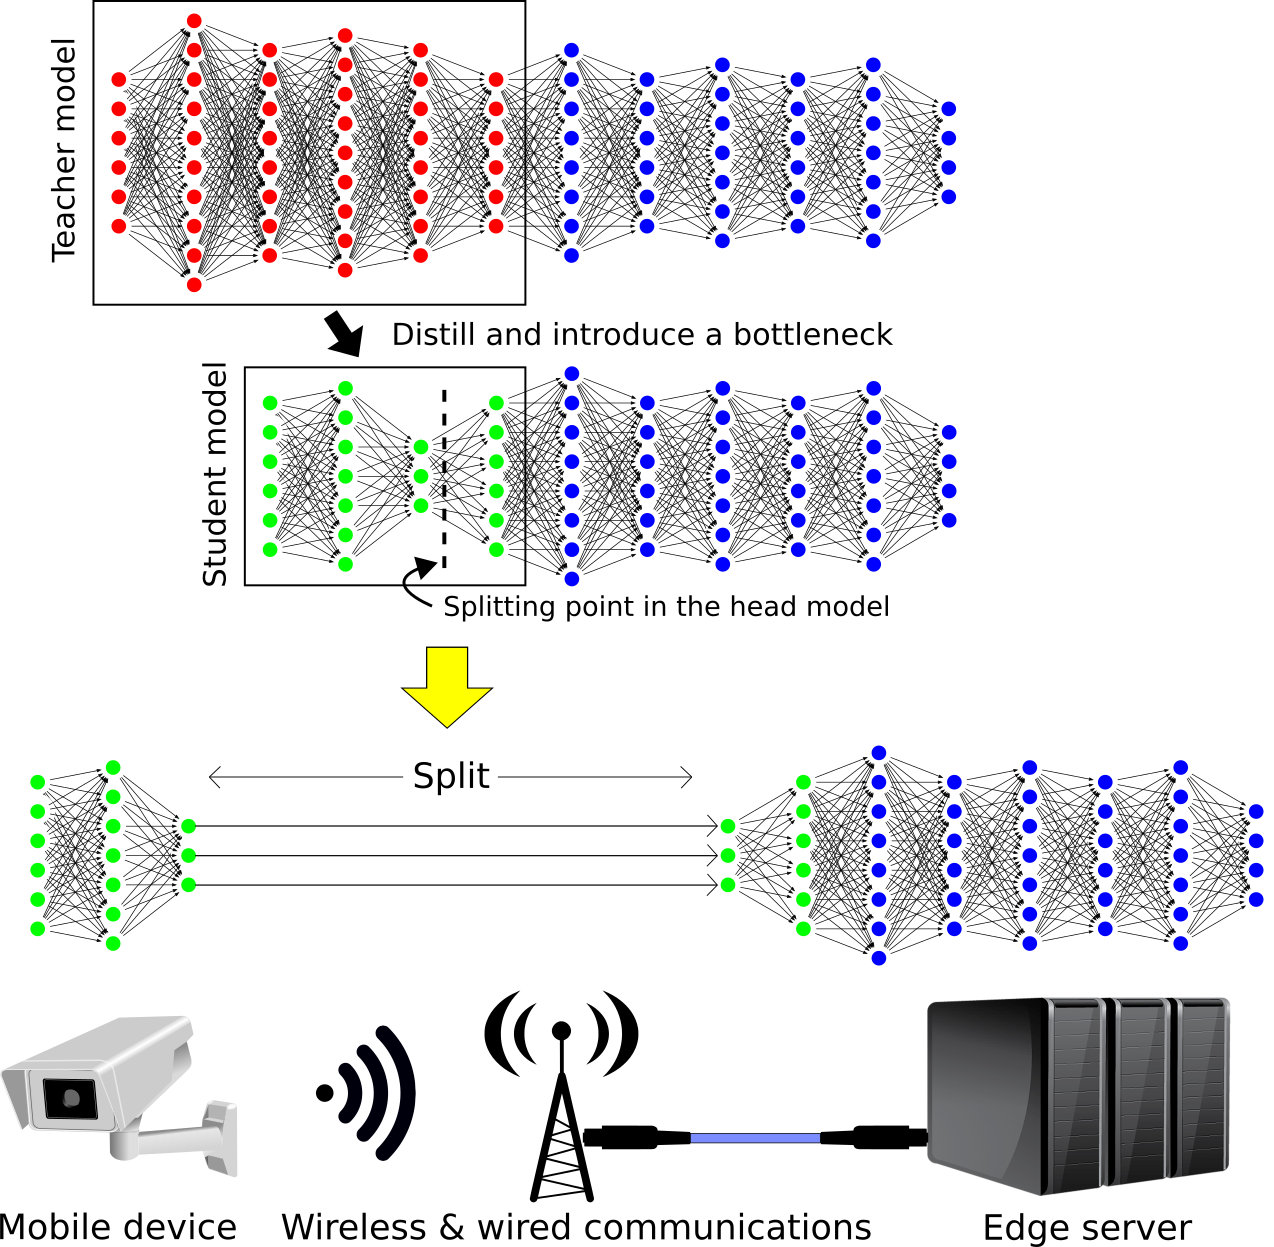 Teacher model
Distill and introduce a bottleneck
Student model
Splitting point in the head model
Split
Mobile device
Wireless & wired communications
Edge server